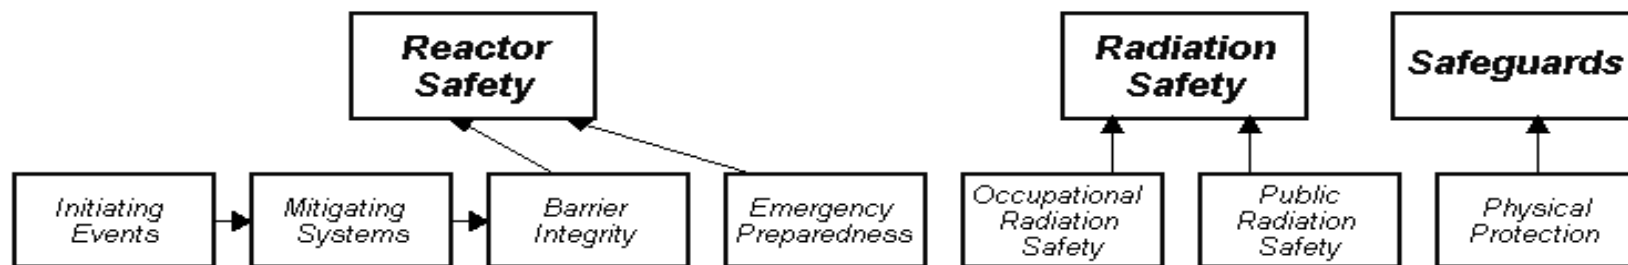 Reactor
Safety
Radiation
Safety
Safeguards
Initiating
Events
Mitigating
Systems
Barrier
Integrity
Emergency
Preparedness
Occupational
Radiation
Safety
Public
Radiation
Safety
Physical
Protection